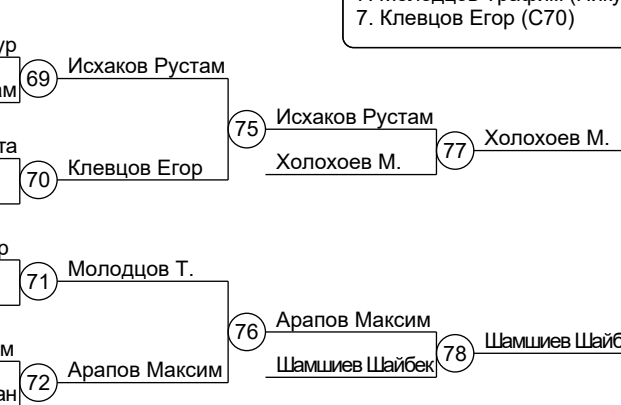 7. Клевцов Егор (С70)
69
Исхаков Рустам
75
Исхаков Рустам
77
Холохоев М.
Холохоев М.
70
Клевцов Егор
71
Молодцов Т.
76
Арапов Максим
78
Шамшиев Шайбек
72
Арапов Максим